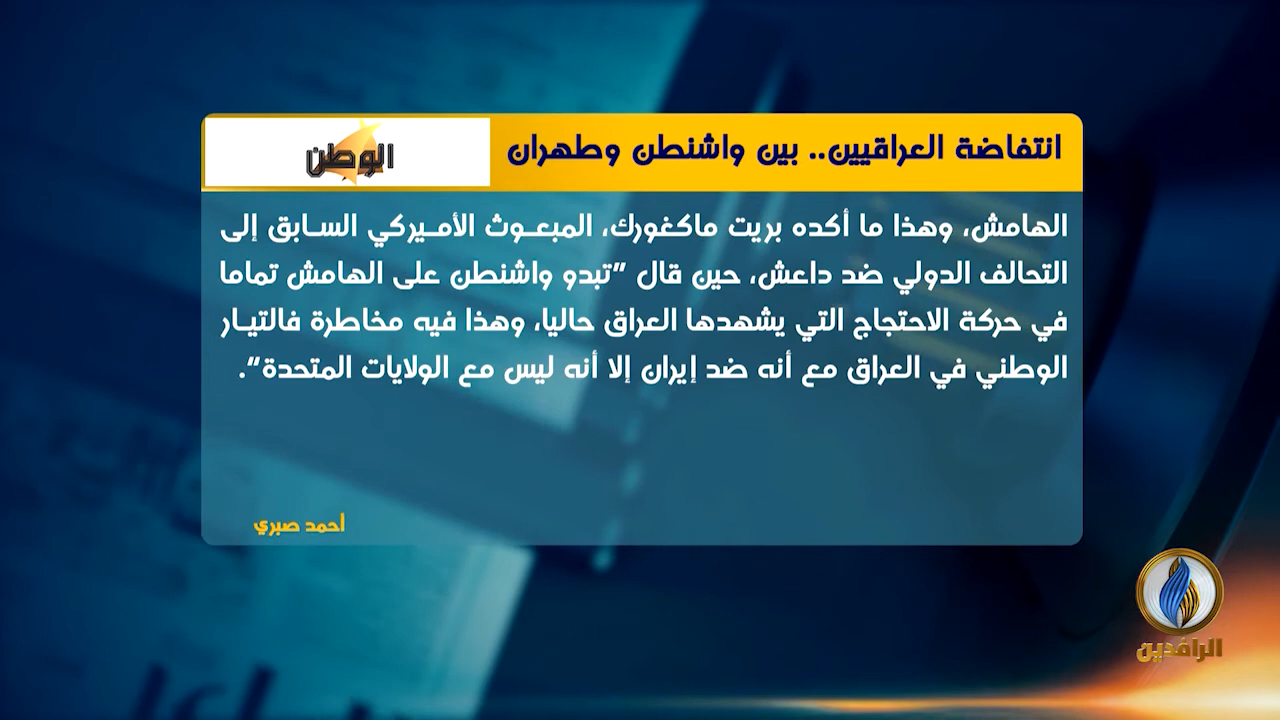 انتفاضة العراقيين.. بين واشنطن وطهران
الوطن
الهامش، وهذا ما أكده بريت ماكغورك، المبعوث الأميركي السابق إلى
التحالف الدولي ضد داعش، حين قال ”تبدو واشنطن على الهامش تماما
في حركة الاحتجاج التي يشهدها العراق حاليا، وهذا فيه مخاطرة فالتيار
الوطني في العراق مع أنه ضد إيران إلا أنه ليس مع الولايات المتحدة“.
أحمد صبري
الرافدين